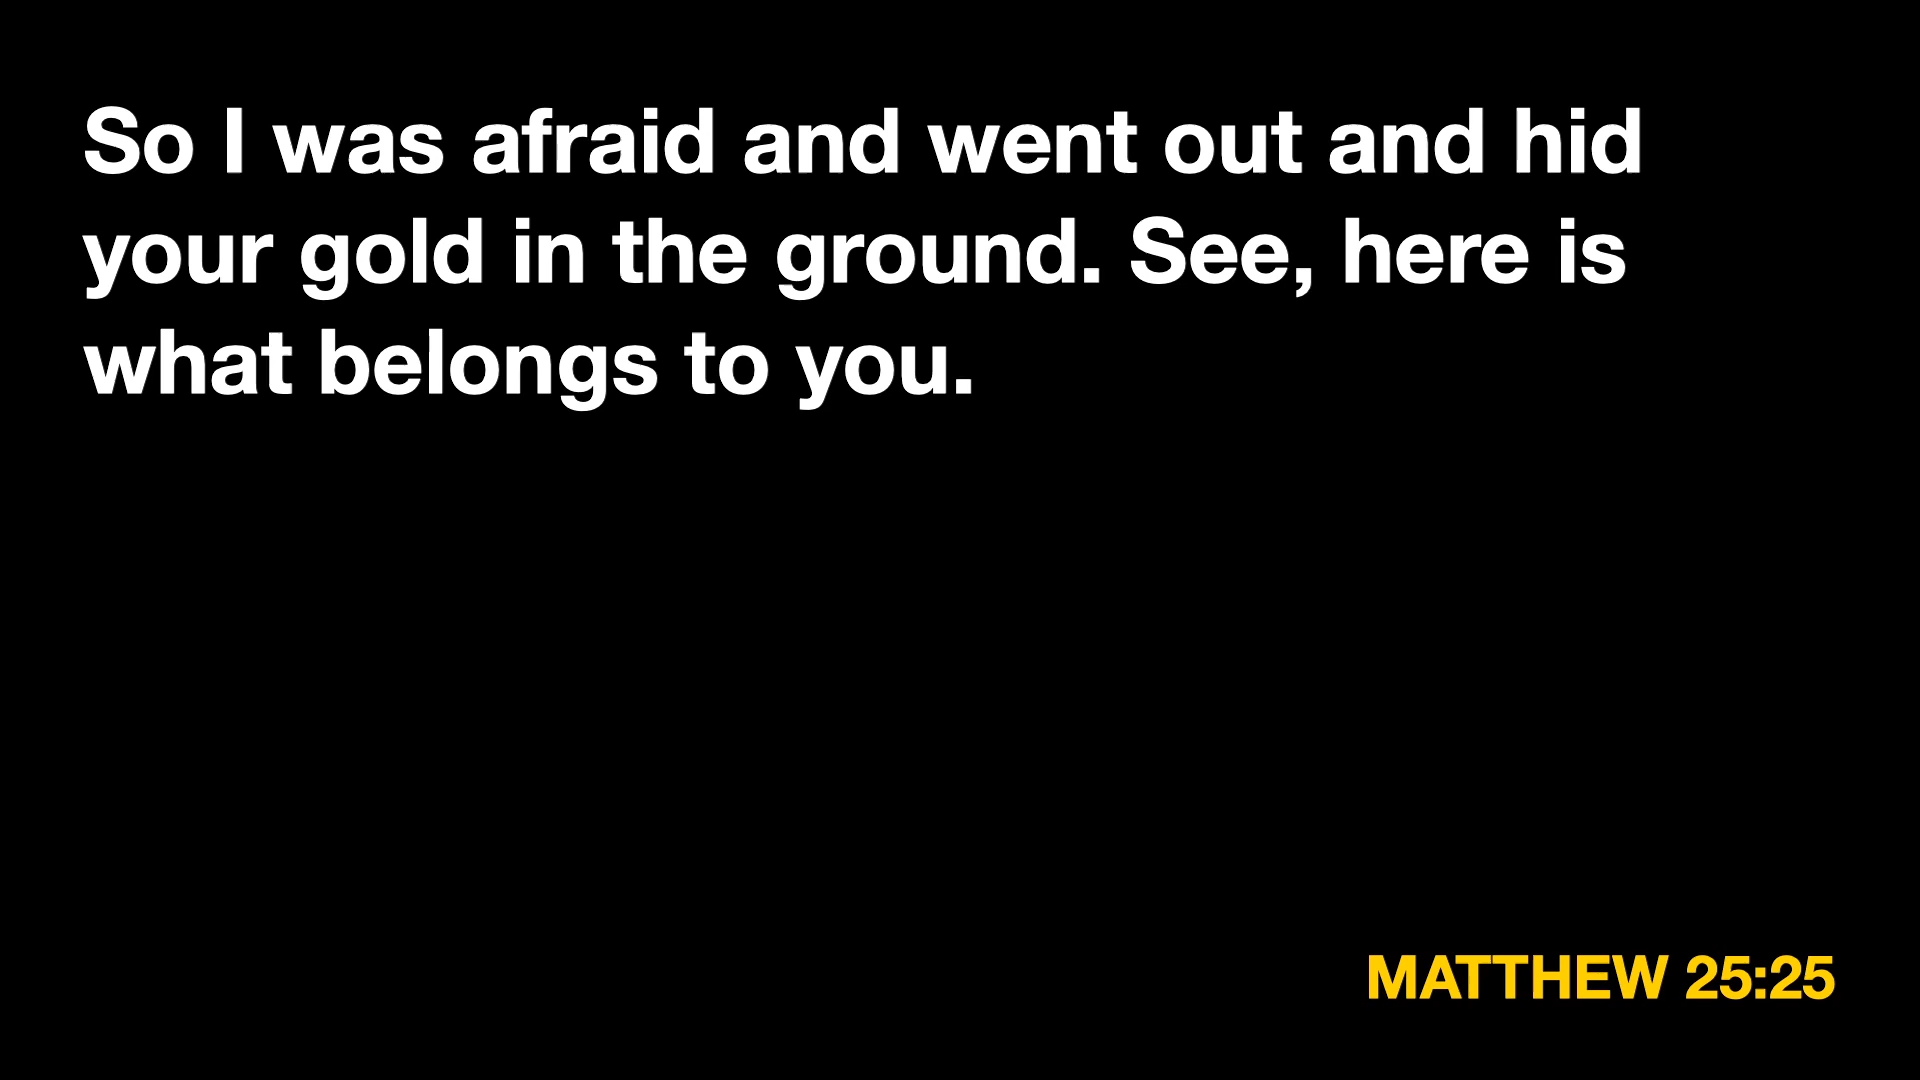 So I was afraid and went out and hid
your gold in the ground. See, here is
what belongs to you.
MATTHEW 25:25